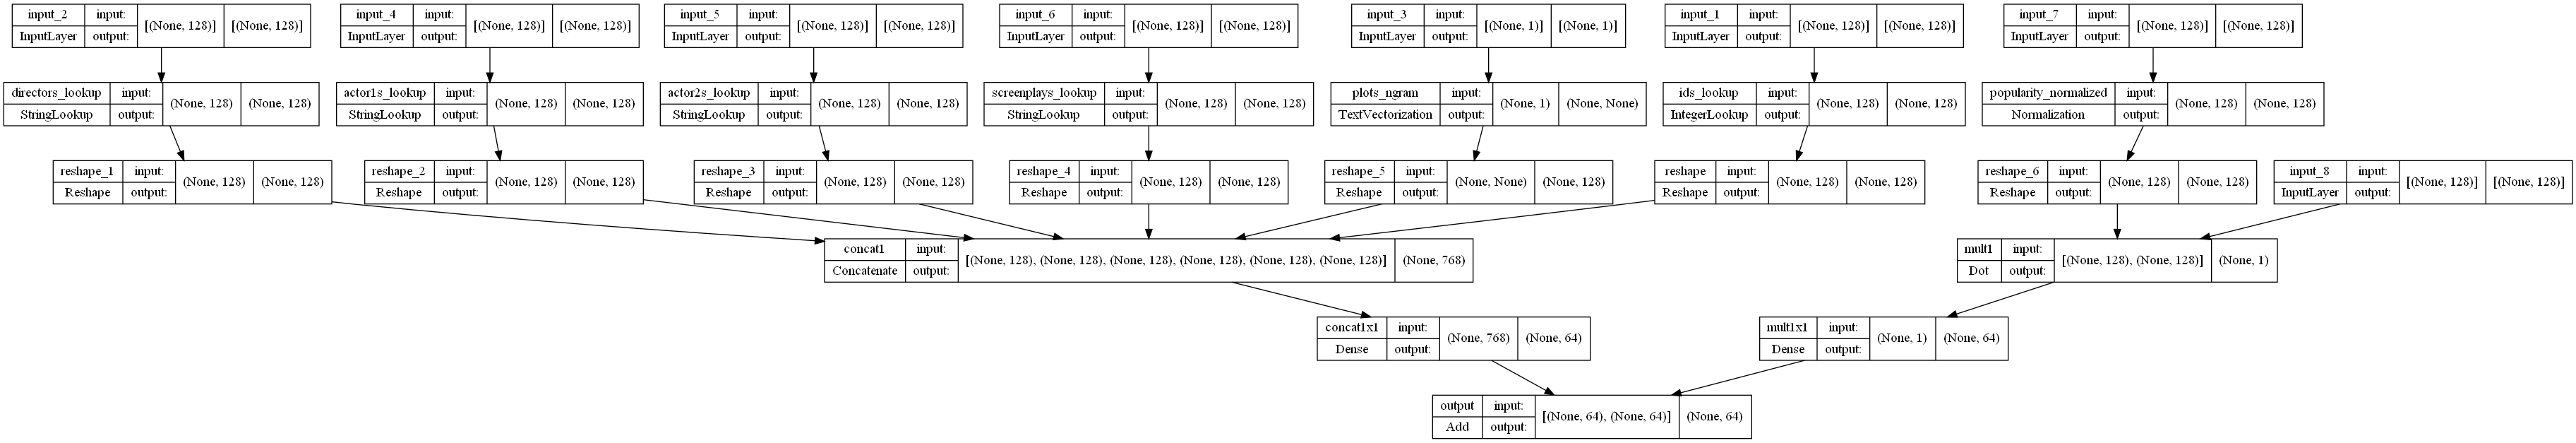 input_2 input: [(None, 128)] [(None, 128)]
InputLayer output:
input_4 input: [(None, 128)] [(None, 128)]
InputLayer output:
input_5 input: [(None, 128)] [(None, 128)]
InputLayer output:
input_6 input: [(None, 128)] [(None, 128)]
InputLayer output:
input_3 input: [(None, 1)] [(None, 1)]
InputLayer output:
input_1 input: [(None, 128)] [(None, 128)]
InputLayer output:
input_7 input: [(None, 128)] [(None, 128)]
InputLayer output:
directors_lookup input: (None, 128) (None, 128)
StringLookup output:
actor1s_lookup input: (None, 128) (None, 128)
StringLookup output:
actor2s_lookup input: (None, 128) (None, 128)
StringLookup output:
screenplays_lookup input: (None, 128) (None, 128)
StringLookup output:
plots_ngram input: (None, 1) (None, None)
TextVectorization output:
ids_lookup input: (None, 128) (None, 128)
IntegerLookup output:
popularity_normalized input: (None, 128) (None, 128)
Normalization output:
reshape_1 input: (None, 128) (None, 128)
Reshape output:
reshape_2 input: (None, 128) (None, 128)
Reshape output:
reshape_3 input: (None, 128) (None, 128)
Reshape output:
reshape_4 input: (None, 128) (None, 128)
Reshape output:
reshape_5 input: (None, None) (None, 128)
Reshape output:
reshape input: (None, 128) (None, 128)
Reshape output:
reshape_6 input: (None, 128) (None, 128)
Reshape output:
input_8 input: [(None, 128)] [(None, 128)]
InputLayer output:
concat1 input: [(None, 128), (None, 128), (None, 128), (None, 128), (None, 128), (None, 128)] (None, 768)
Concatenate output:
mult1 input: [(None, 128), (None, 128)] (None, 1)
Dot output:
concat1x1 input: (None, 768) (None, 64)
Dense output:
mult1x1 input: (None, 1) (None, 64)
Dense output:
output input: [(None, 64), (None, 64)] (None, 64)
Add output: